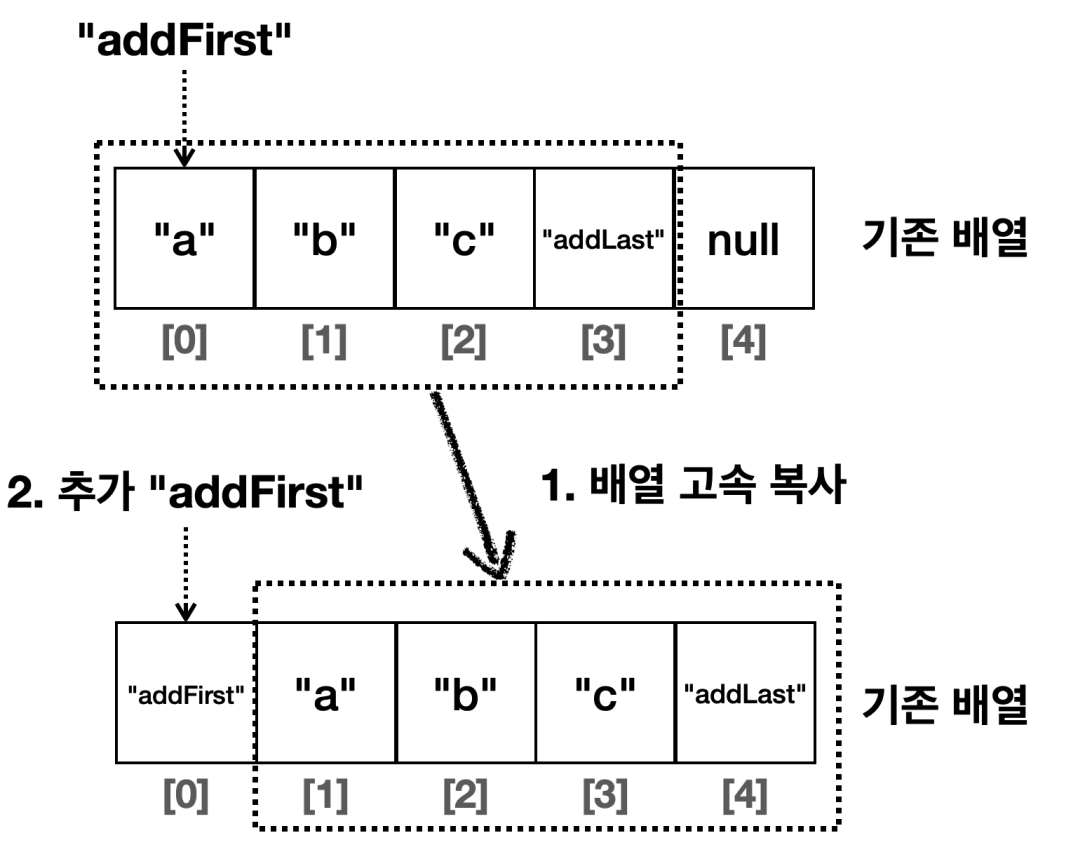 "addFirst"
"a" "b" "c" "addLast" null 기존 배열
[0] [1] [2] [3] [4]
1. 배열 고속 복사
2. 추가 "addFirst"
"addFirst" "a" "b" "c" "addLast" 기존 배열
[0] [1] [2] [3] [4]